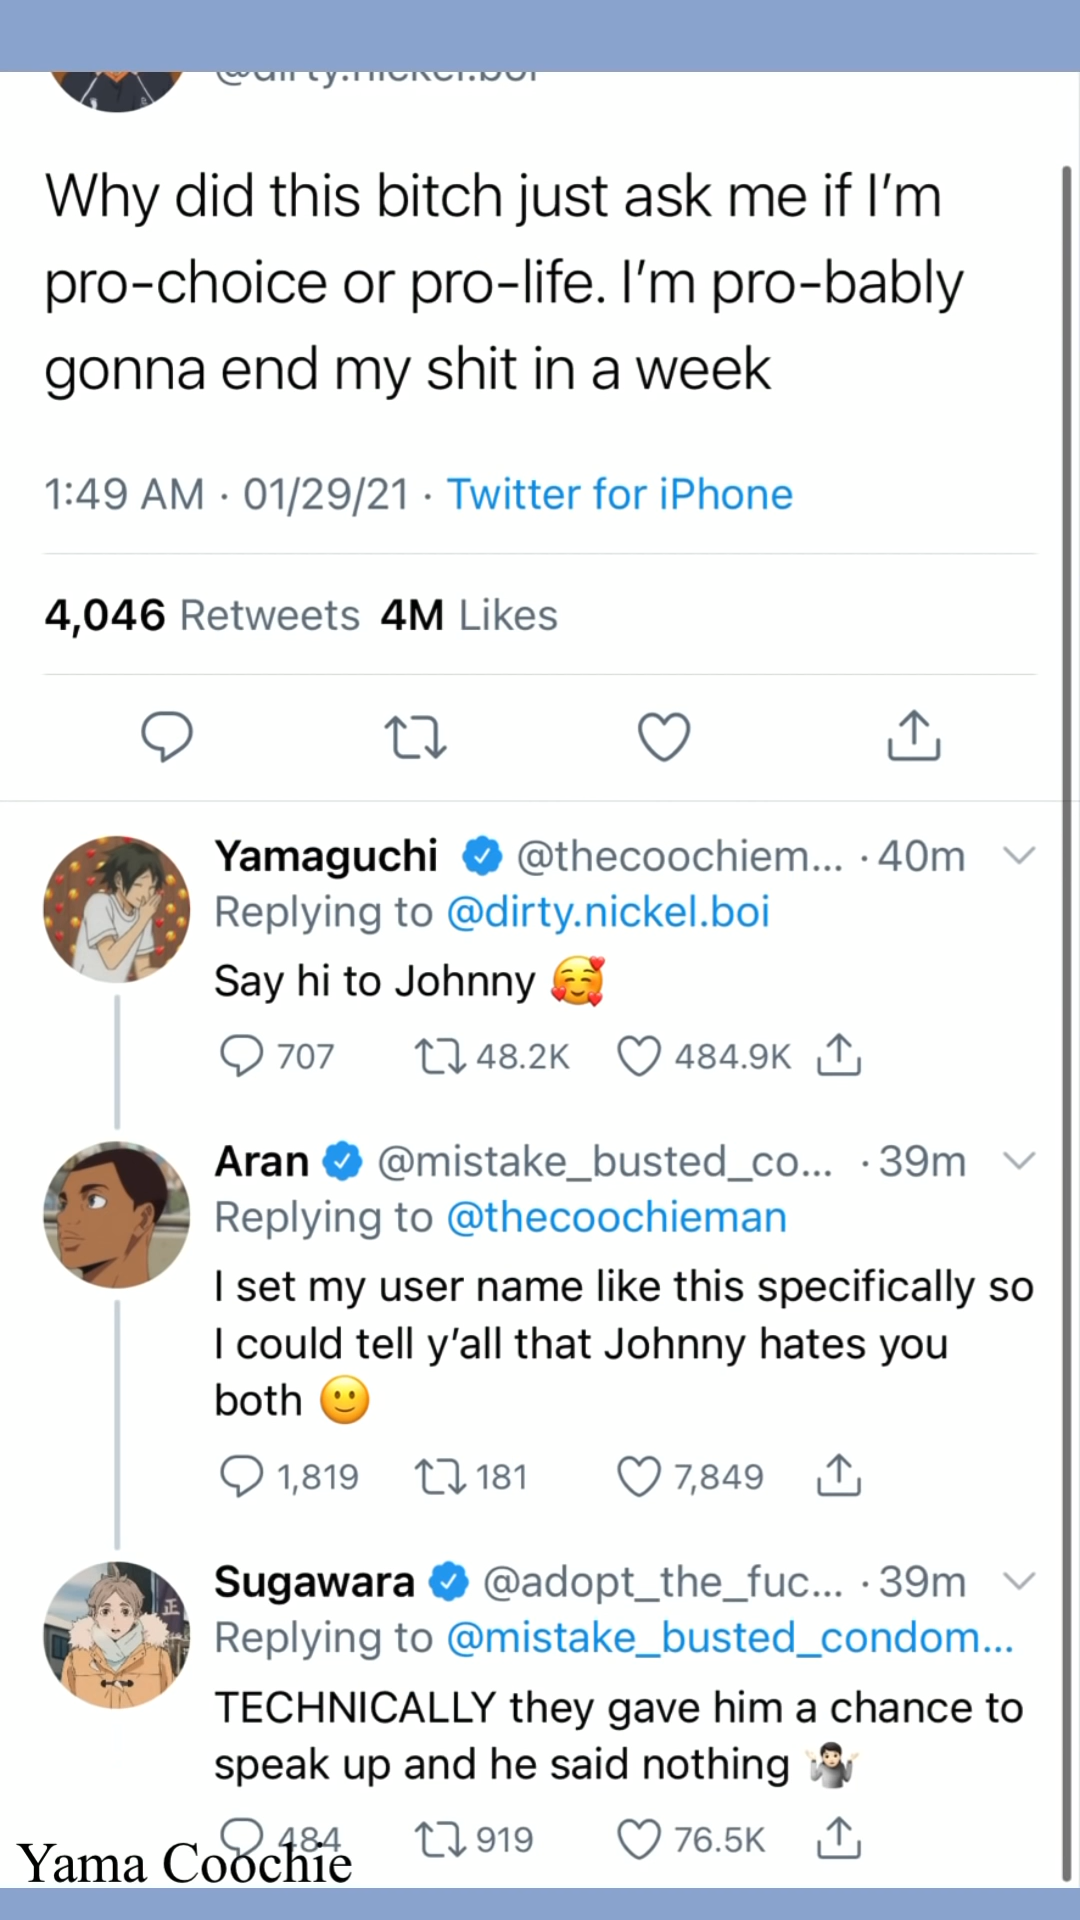 @dirty.nickel.boi
Why did this bitch just ask me if I'm
pro-choice or pro-life. I'm pro-bably
gonna end my shit in a week
1:49 AM · 01/29/21 · Twitter for iPhone
4,046 Retweets 4M Likes
Yamaguchi @thecoochiem... · 40m
Replying to @dirty.nickel.boi
Say hi to Johnny 🥰
707 48.2K 484.9K
Aran @mistake_busted_co... · 39m
Replying to @thecoochieman
I set my user name like this specifically so
I could tell y'all that Johnny hates you
both 🙂
1,819 181 7,849
Sugawara @adopt_the_fuc... · 39m
正
Replying to @mistake_busted_condom...
TECHNICALLY they gave him a chance to
speak up and he said nothing 🤷🏻‍♂️
484 919 76.5K
Yama Coochie